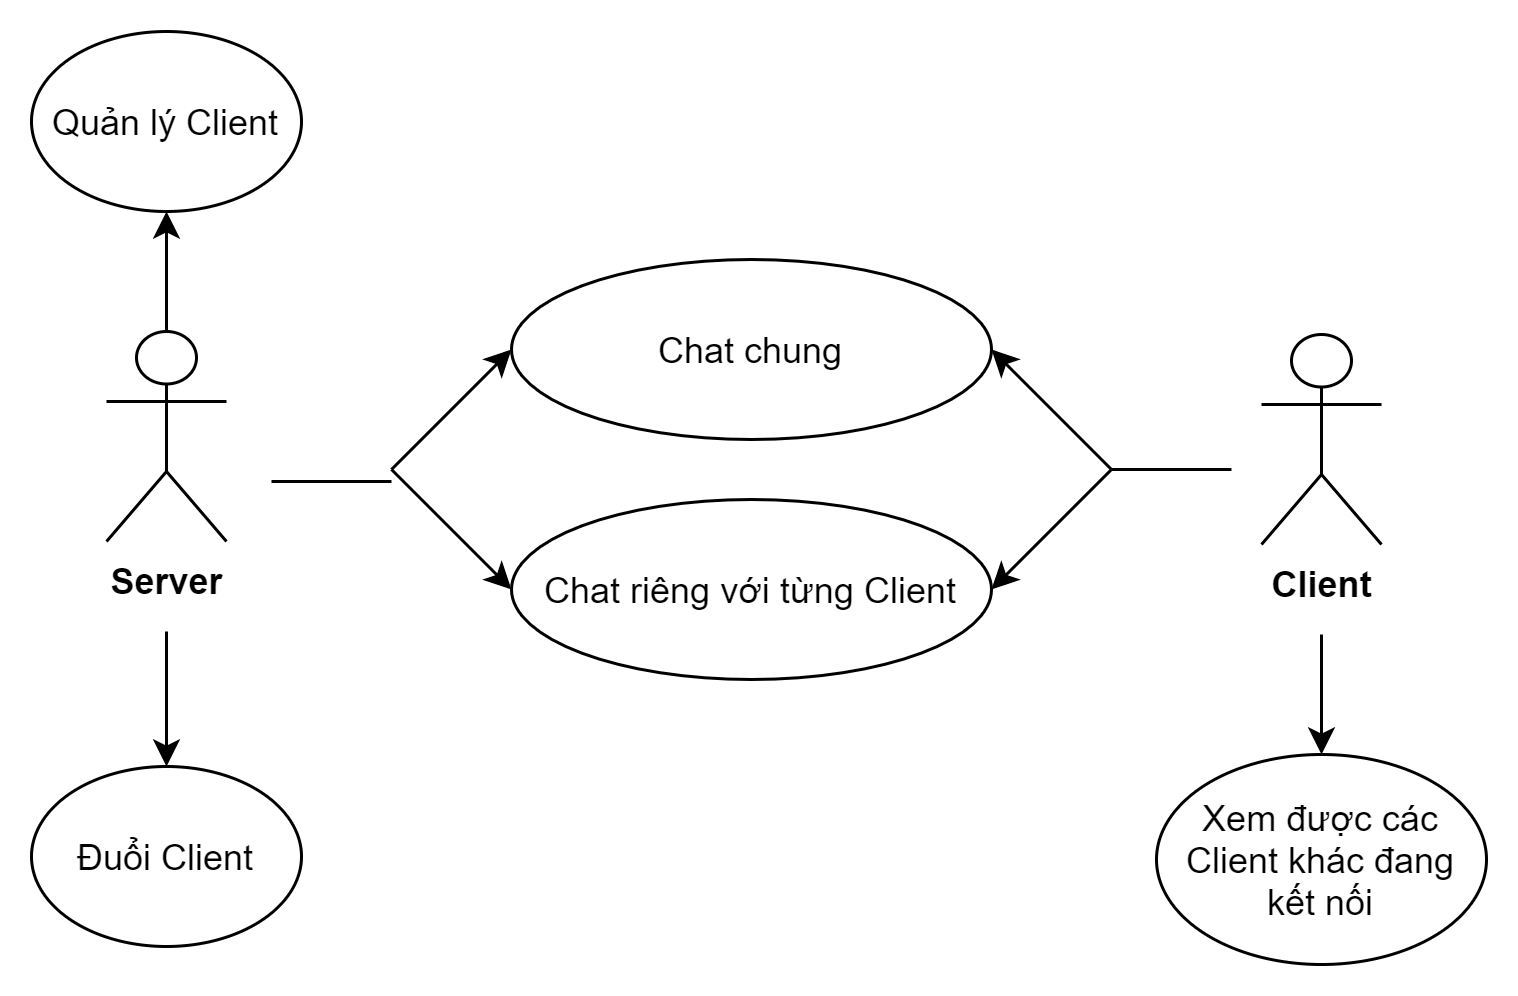 Quản lý Client
Chat chung
Chat riêng với từng Client
Server
Client
Đuổi Client
Xem được các
Client khác đang
kết nối